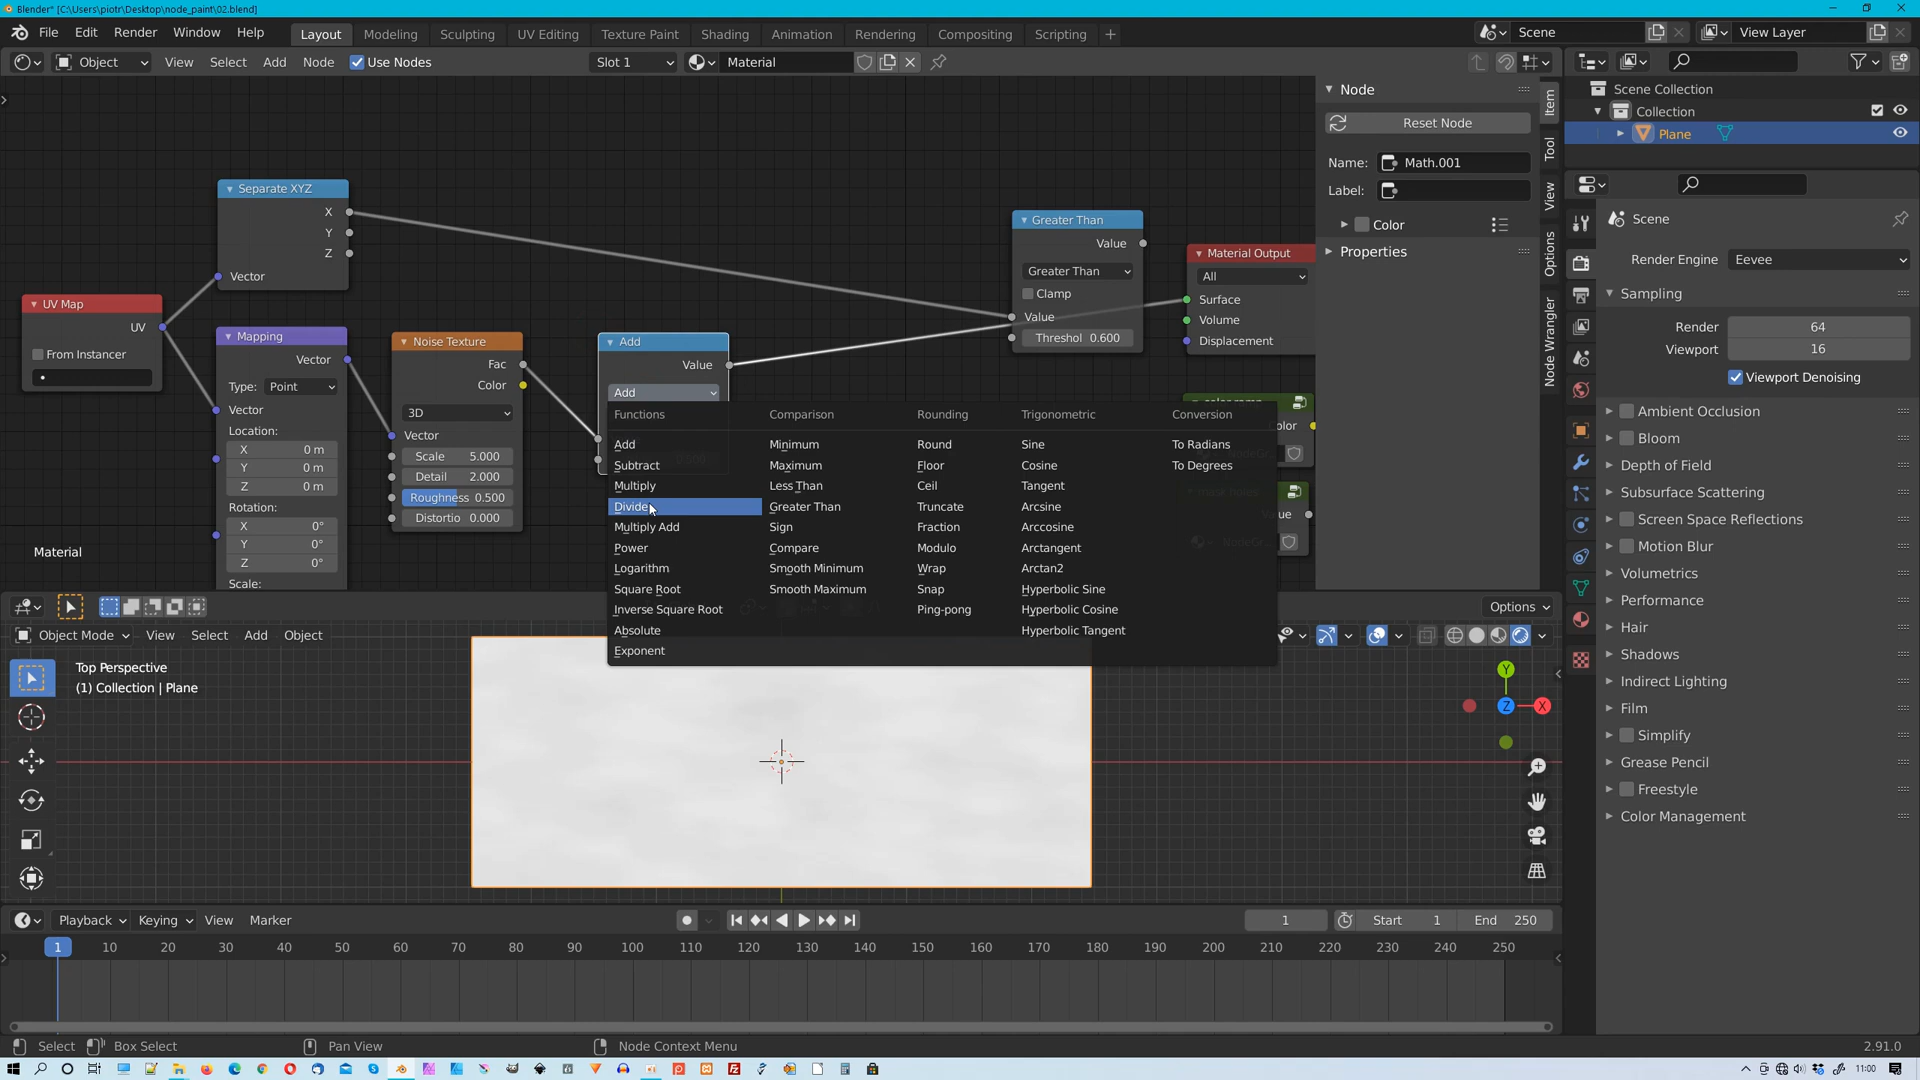 Blender* [C:\Users\piotr\Desktop\node_paint\02.blend]
File Edit Render Window Help
Layout Modeling Sculpting UV Editing Texture Paint Shading Animation Rendering Compositing Scripting +
Scene
View Layer
Object View Select Add Node Use Nodes
Slot 1
Material
Separate XYZ
X
Y
Z
Vector
UV Map
UV
From Instancer
Mapping
Vector
Type: Point
Vector
Location:
X 0 m
Y 0 m
Z 0 m
Rotation:
X 0°
Y 0°
Z 0°
Scale:
Noise Texture
Fac
Color
3D
Vector
Scale 5.000
Detail 2.000
Roughness 0.500
Distortio 0.000
Add
Value
Add
Greater Than
Value
Greater Than
Clamp
Value
Threshol 0.600
Material Output
All
Surface
Volume
Displacement
Material
Functions
Add
Subtract
Multiply
Divide
Multiply Add
Power
Logarithm
Square Root
Inverse Square Root
Absolute
Exponent
Comparison
Minimum
Maximum
Less Than
Greater Than
Sign
Compare
Smooth Minimum
Smooth Maximum
Rounding
Round
Floor
Ceil
Truncate
Fraction
Modulo
Wrap
Snap
Ping-pong
Trigonometric
Sine
Cosine
Tangent
Arcsine
Arccosine
Arctangent
Arctan2
Hyperbolic Sine
Hyperbolic Cosine
Hyperbolic Tangent
Conversion
To Radians
To Degrees
Node
Reset Node
Name: Math.001
Label:
Color
Properties
Item
Tool
View
Options
Node Wrangler
Scene Collection
Collection
Plane
Scene
Render Engine Eevee
Sampling
Render 64
Viewport 16
Viewport Denoising
Ambient Occlusion
Bloom
Depth of Field
Subsurface Scattering
Screen Space Reflections
Motion Blur
Volumetrics
Performance
Hair
Shadows
Indirect Lighting
Film
Simplify
Grease Pencil
Freestyle
Color Management
Options
Object Mode View Select Add Object
Top Perspective
(1) Collection | Plane
Y
Z
X
Playback Keying View Marker
1
Start 1
End 250
1 10 20 30 40 50 60 70 80 90 100 110 120 130 140 150 160 170 180 190 200 210 220 230 240 250
Select Box Select Pan View Node Context Menu
2.91.0
11:00